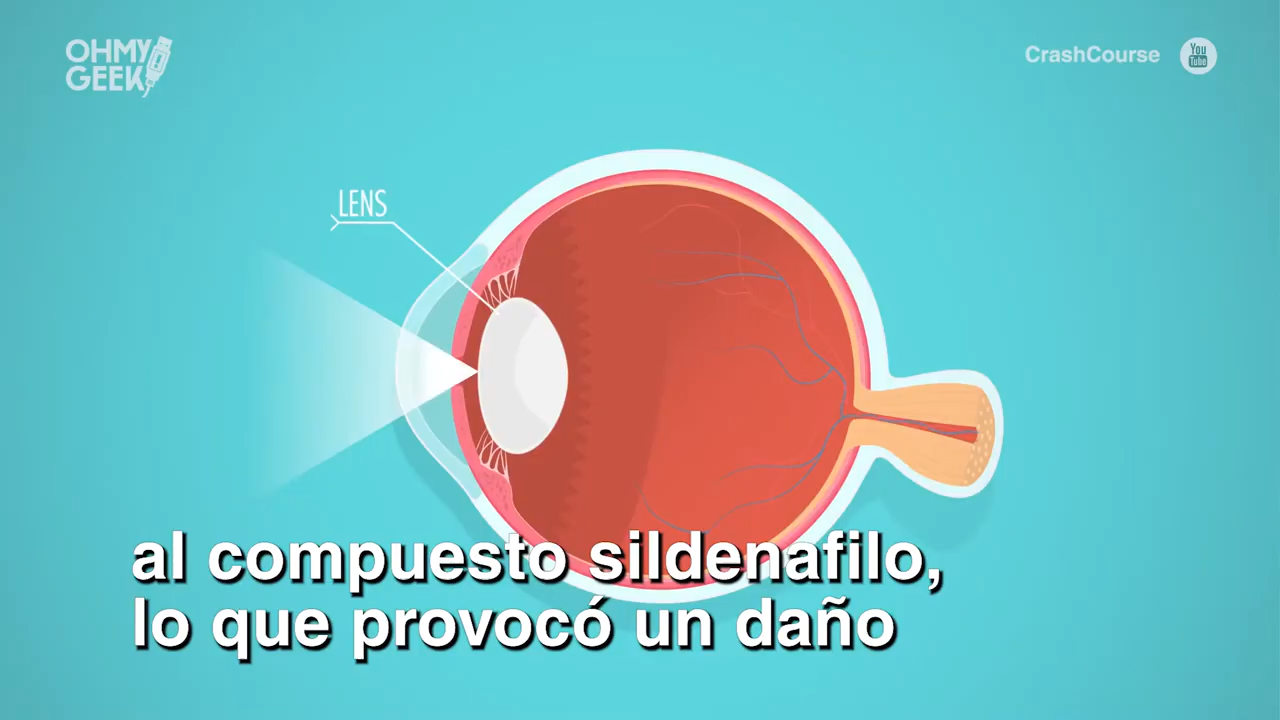 OHMY
GEEK
CrashCourse
You
Tube
LENS
al compuesto sildenafilo,
lo que provocó un daño